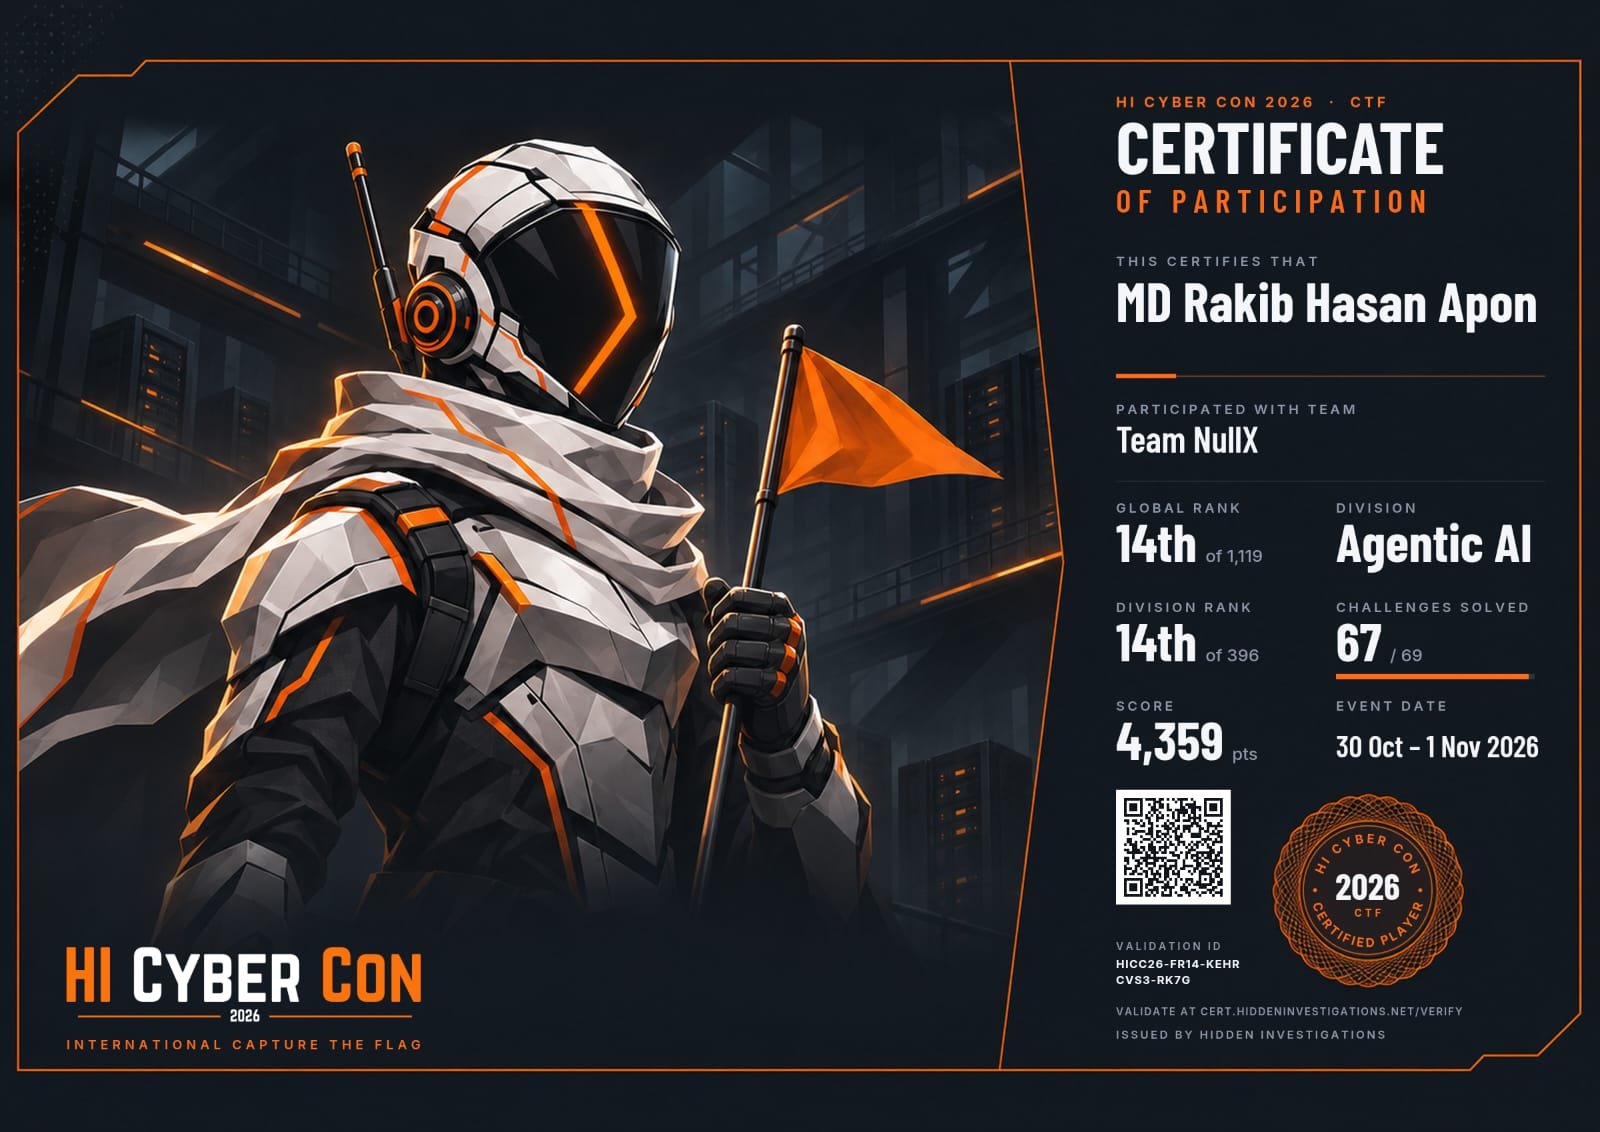 HI CYBER CON 2026 · CTF
CERTIFICATE
OF PARTICIPATION
THIS CERTIFIES THAT
MD Rakib Hasan Apon
PARTICIPATED WITH TEAM
Team NullX
GLOBAL RANK
14th of 1,119
DIVISION
Agentic AI
DIVISION RANK
14th of 396
CHALLENGES SOLVED
67 / 69
SCORE
4,359 pts
EVENT DATE
30 Oct – 1 Nov 2026
HI CYBER CON
2026
CTF
CERTIFIED PLAYER
VALIDATION ID
HICC26-FR14-KEHR
CVS3-RK7G
VALIDATE AT CERT.HIDDENINVESTIGATIONS.NET/VERIFY
ISSUED BY HIDDEN INVESTIGATIONS
HI CYBER CON
2026
INTERNATIONAL CAPTURE THE FLAG